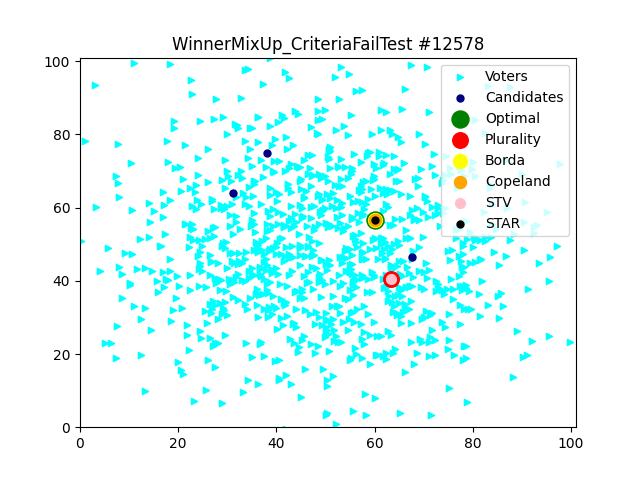 WinnerMixUp_CriteriaFailTest #12578
100
80
60
40
20
0
0
20
40
60
80
100
Voters
Candidates
Optimal
Plurality
Borda
Copeland
STV
STAR